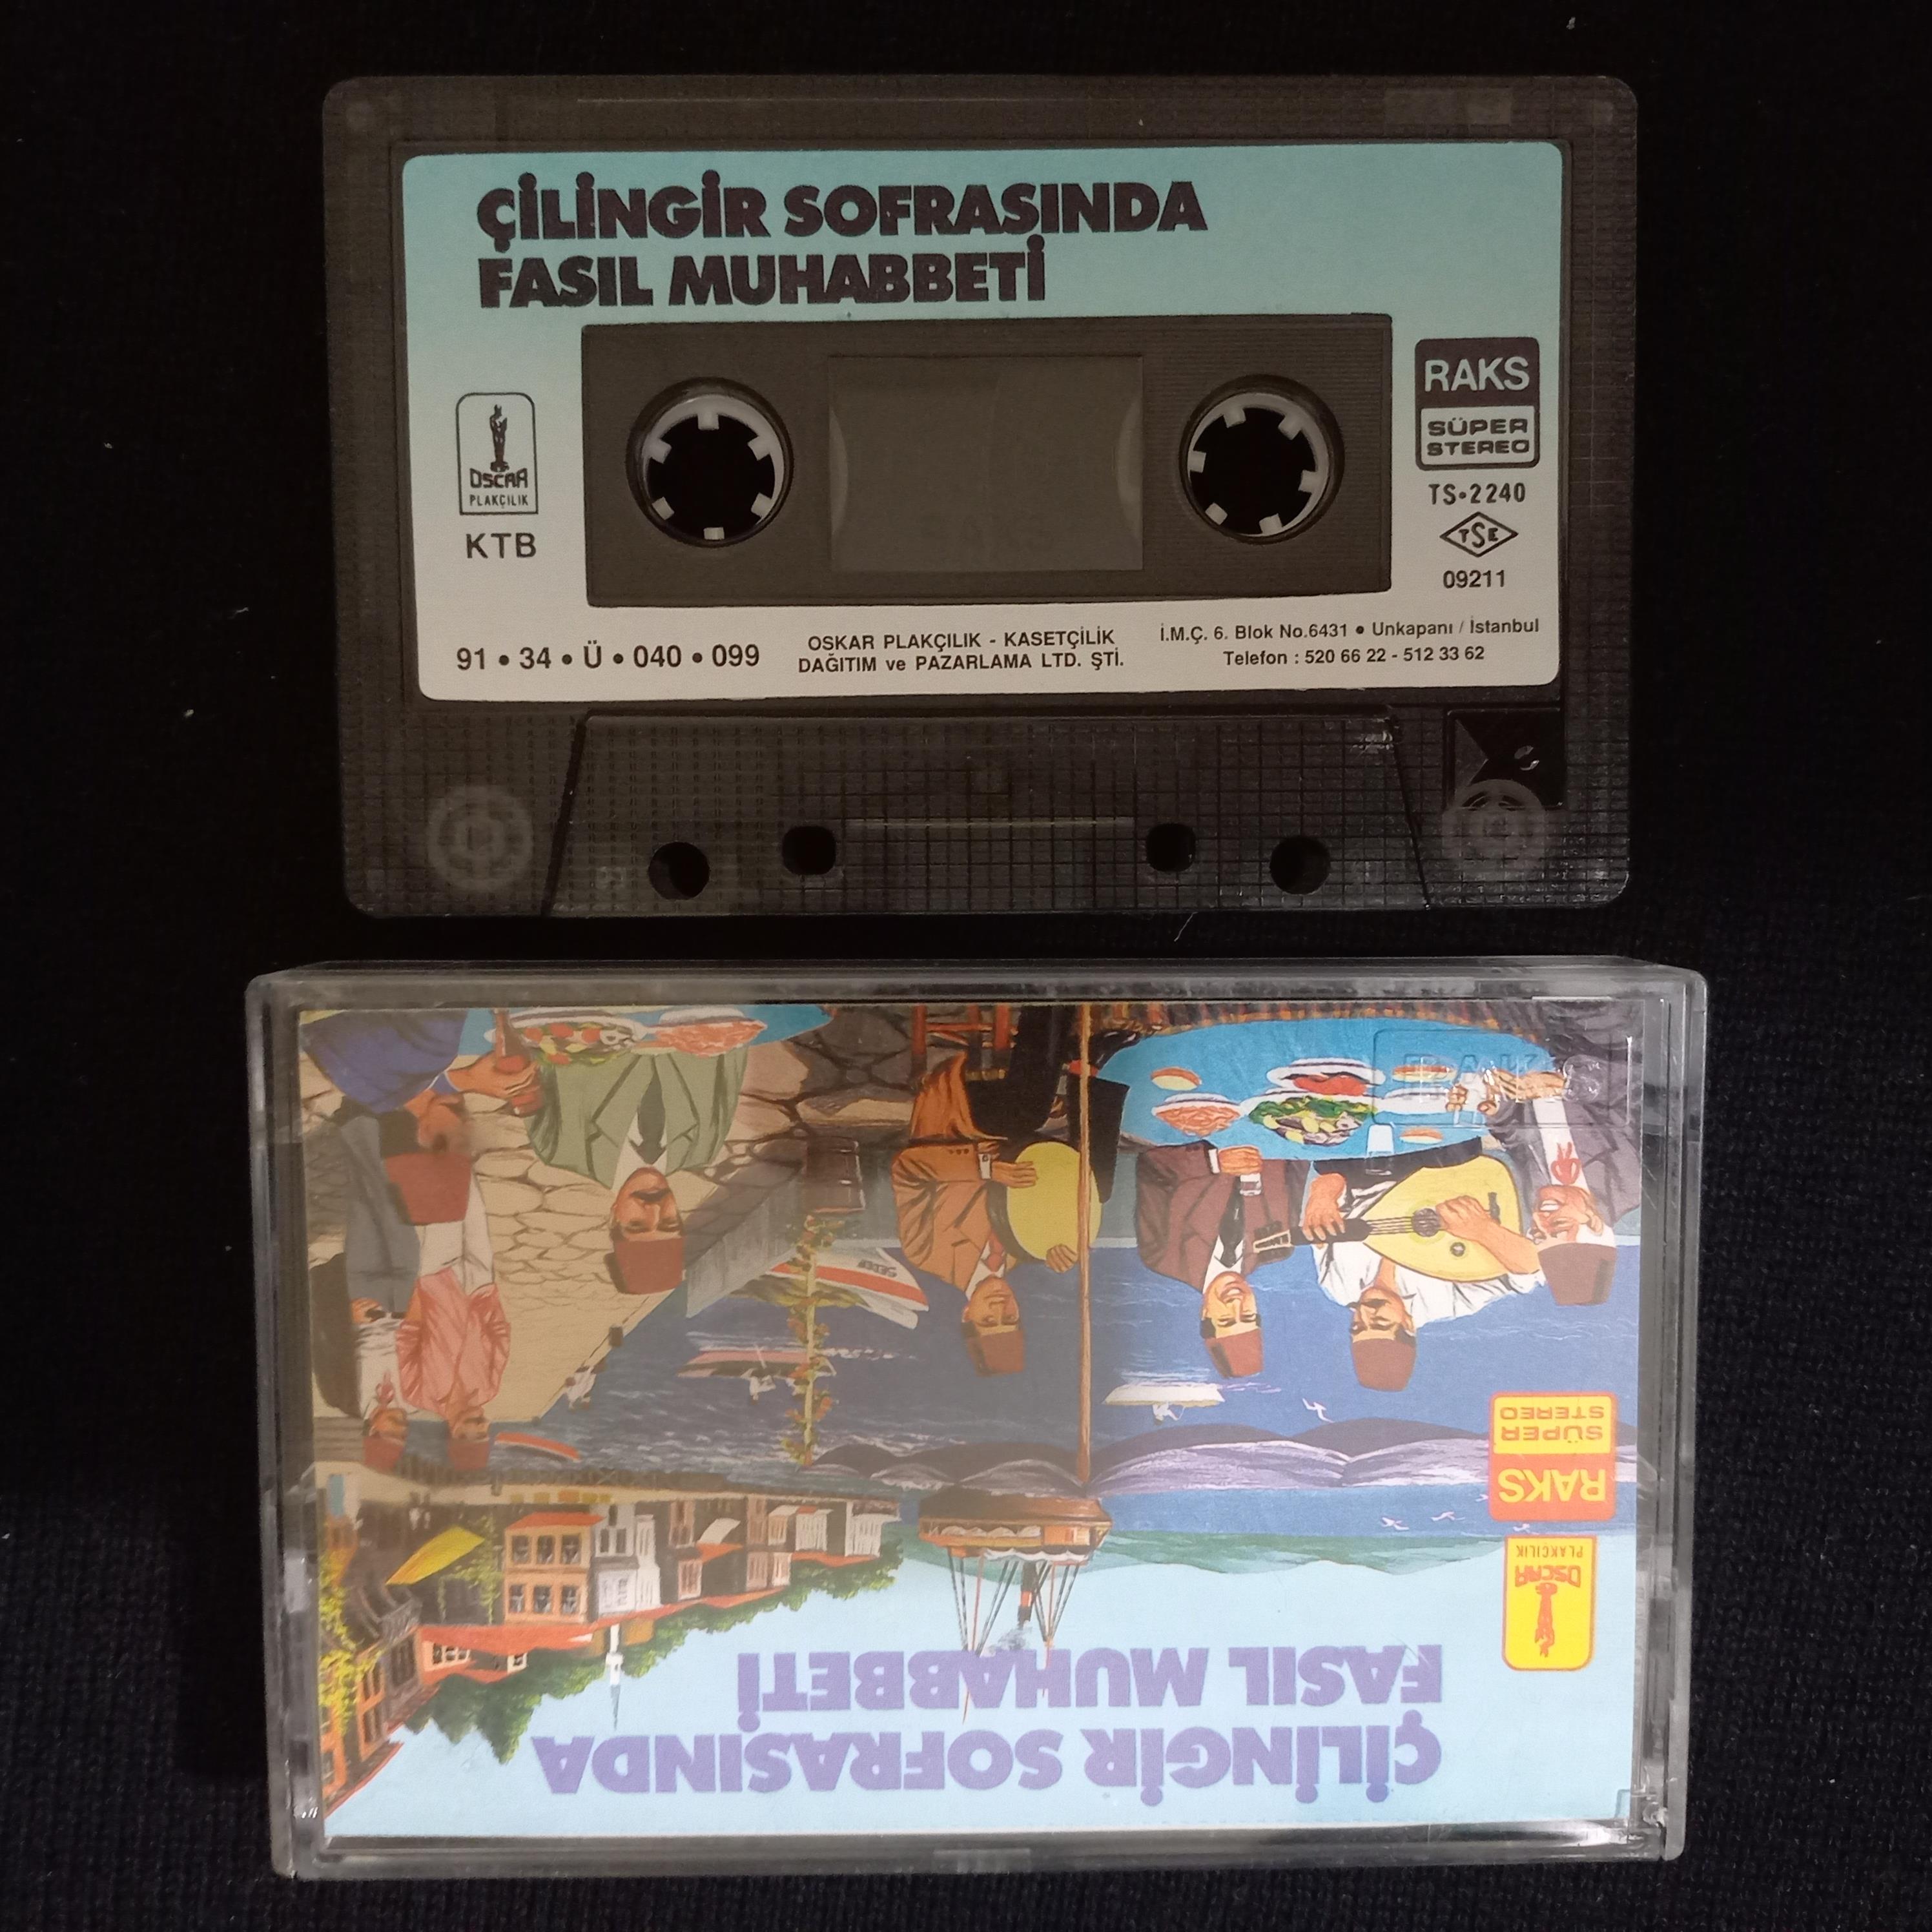 ÇİLİNGİR SOFRASINDA
FASIL MUHABBETİ
RAKS
SÜPER
STEREO
TS•2240
TSE
09211
OSCAR
PLAKÇILIK
KTB
91 • 34 • Ü • 040 • 099
OSKAR PLAKÇILIK - KASETÇİLİK
DAĞITIM ve PAZARLAMA LTD. ŞTİ.
İ.M.Ç. 6. Blok No.6431 • Unkapanı / İstanbul
Telefon : 520 66 22 - 512 33 62
RAKS
ÇİLİNGİR SOFRASINDA
FASIL MUHABBETİ
OSCAR
PLAKÇILIK
RAKS
SÜPER
STEREO